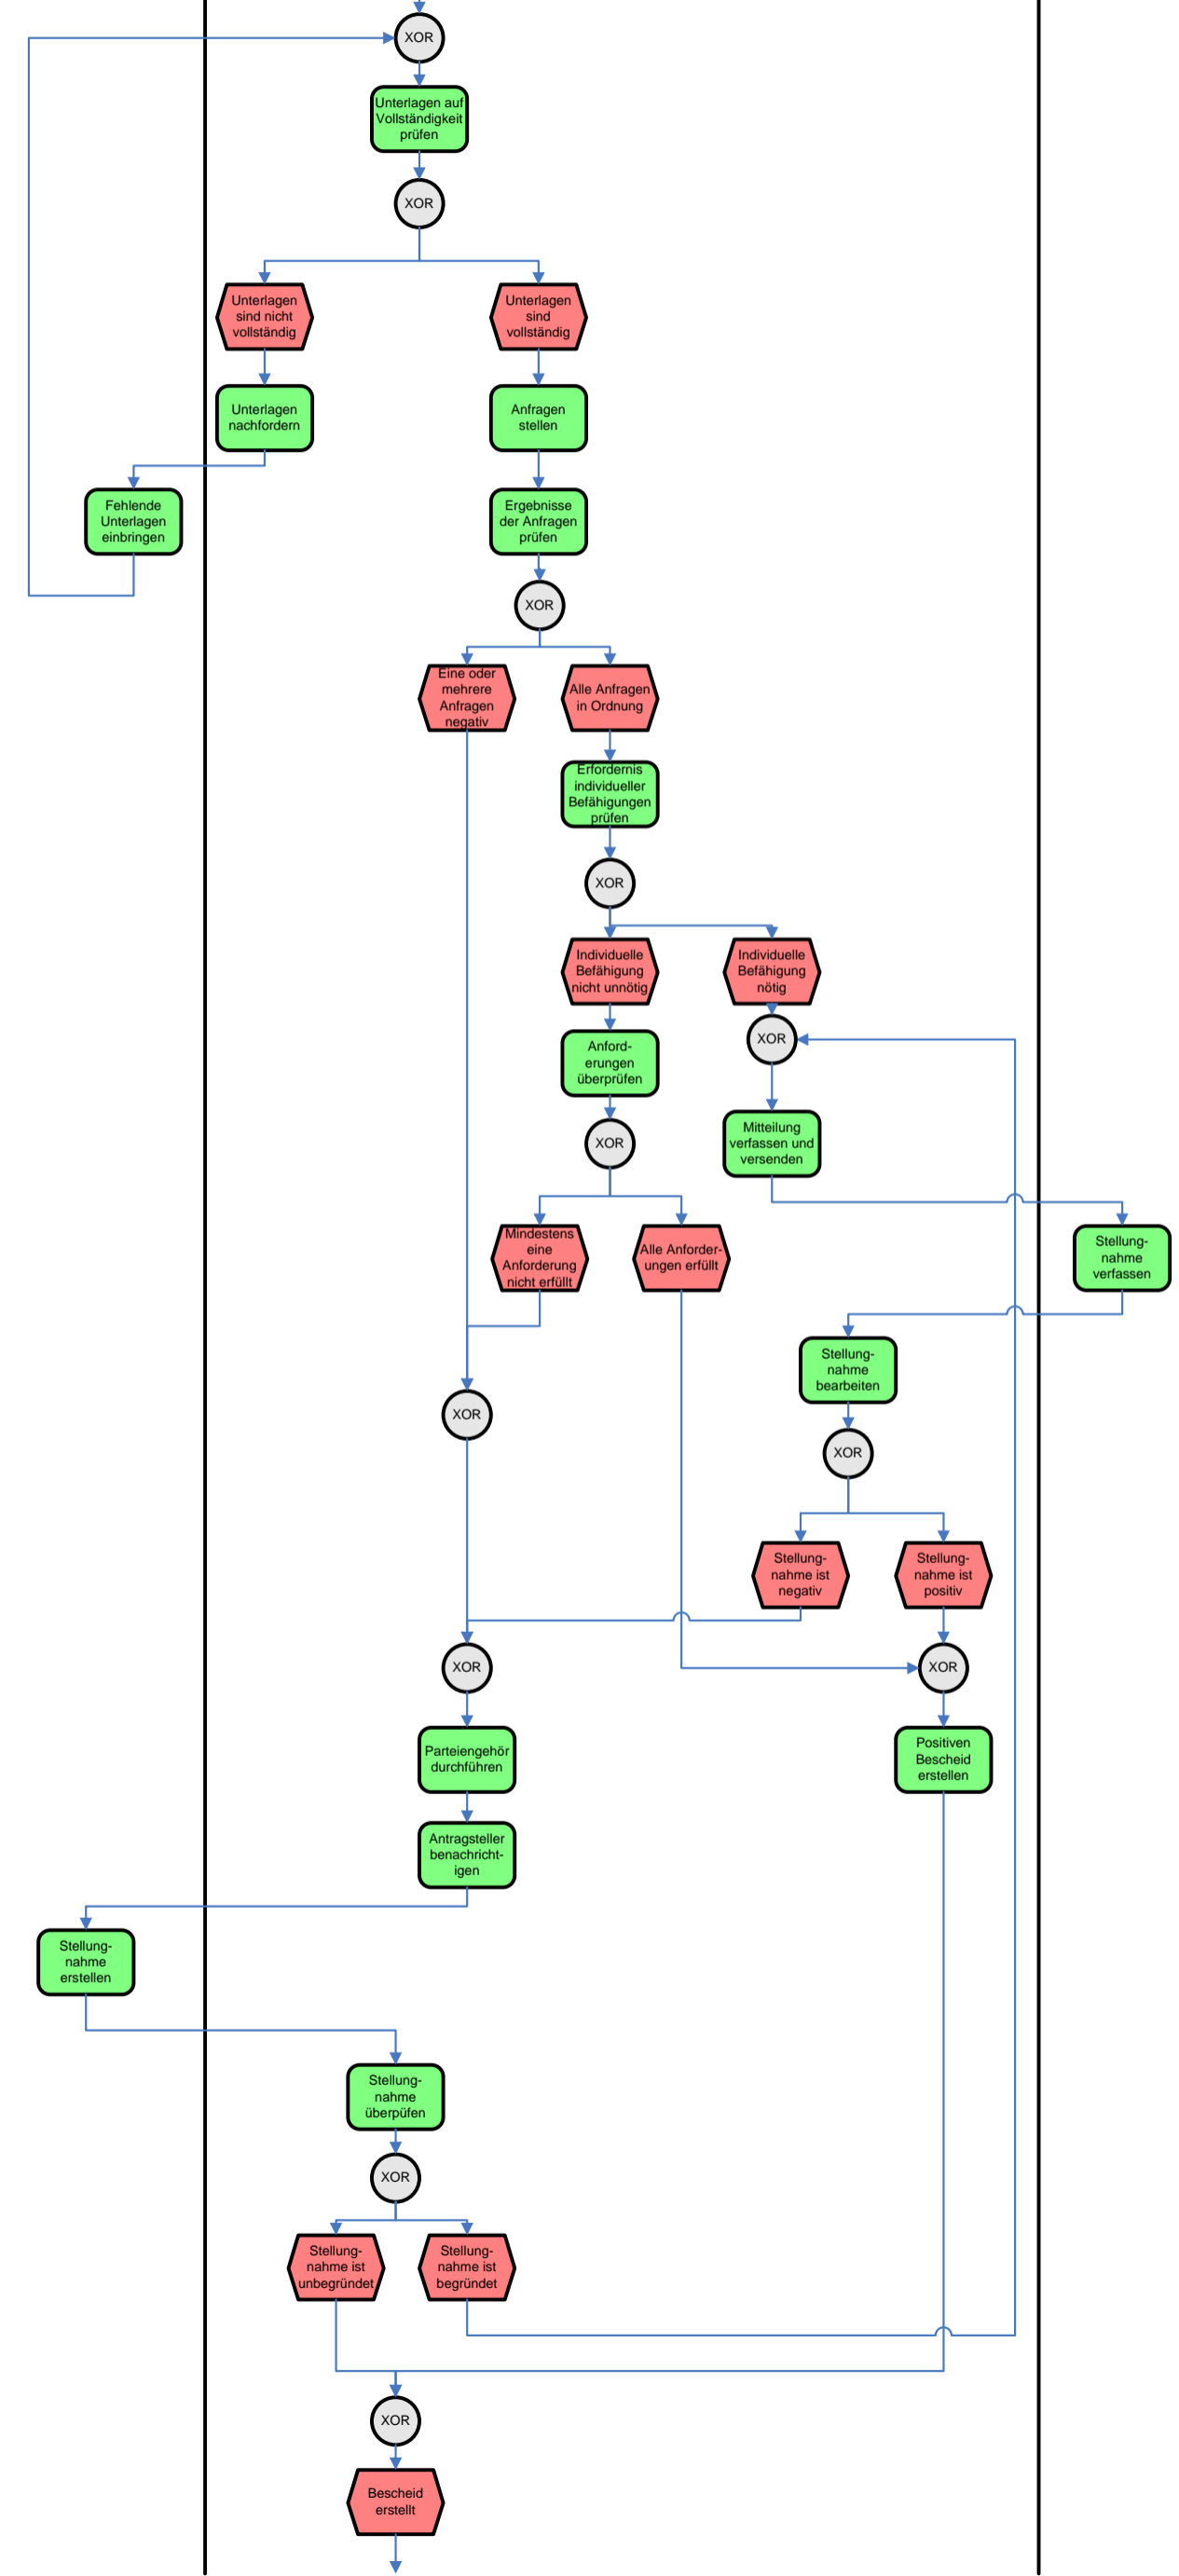 XOR
Unterlagen auf
Vollständigkeit
prüfen
XOR
Unterlagen
sind nicht
vollständig
Unterlagen
sind
vollständig
Unterlagen
nachfordern
Anfragen
stellen
Fehlende
Unterlagen
einbringen
Ergebnisse
der Anfragen
prüfen
XOR
Eine oder
mehrere
Anfragen
negativ
Alle Anfragen
in Ordnung
Erfordernis
individueller
Befähigungen
prüfen
XOR
Individuelle
Befähigung
nicht unnötig
Individuelle
Befähigung
nötig
XOR
Anford-
erungen
überprüfen
XOR
Mitteilung
verfassen und
versenden
Mindestens
eine
Anforderung
nicht erfüllt
Alle Anforder-
ungen erfüllt
Stellung-
nahme
verfassen
Stellung-
nahme
bearbeiten
XOR
XOR
Stellung-
nahme ist
negativ
Stellung-
nahme ist
positiv
XOR
XOR
Parteiengehör
durchführen
Positiven
Bescheid
erstellen
Antragsteller
benachricht-
igen
Stellung-
nahme
erstellen
Stellung-
nahme
überpüfen
XOR
Stellung-
nahme ist
unbegründet
Stellung-
nahme ist
begründet
XOR
Bescheid
erstellt